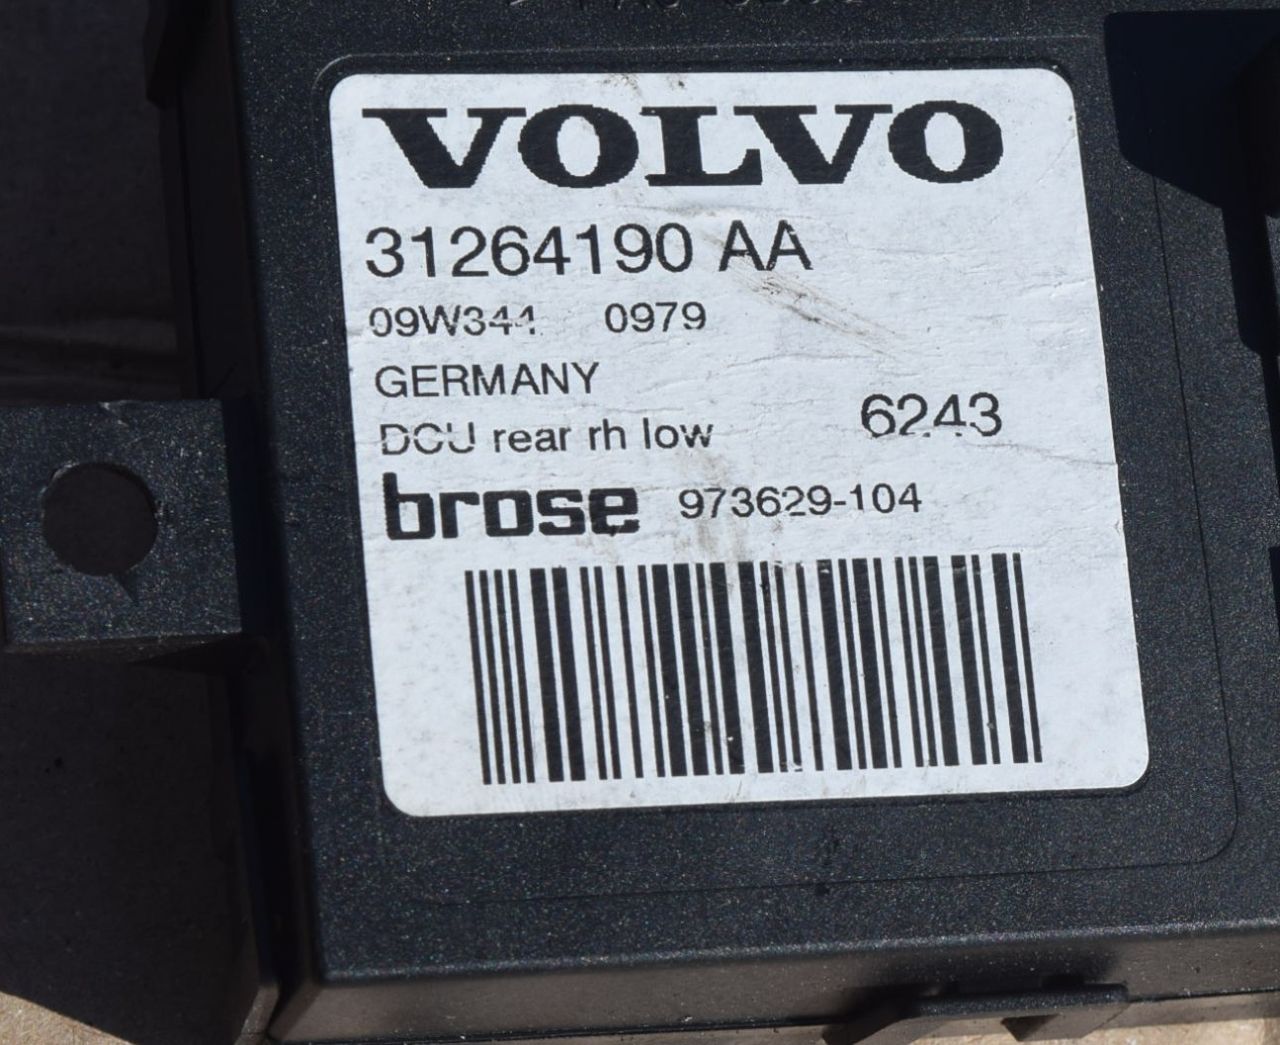 VOLVO
31264190 AA
09W344 0979
GERMANY
DCU rear rh low 6243
brose 973629-104